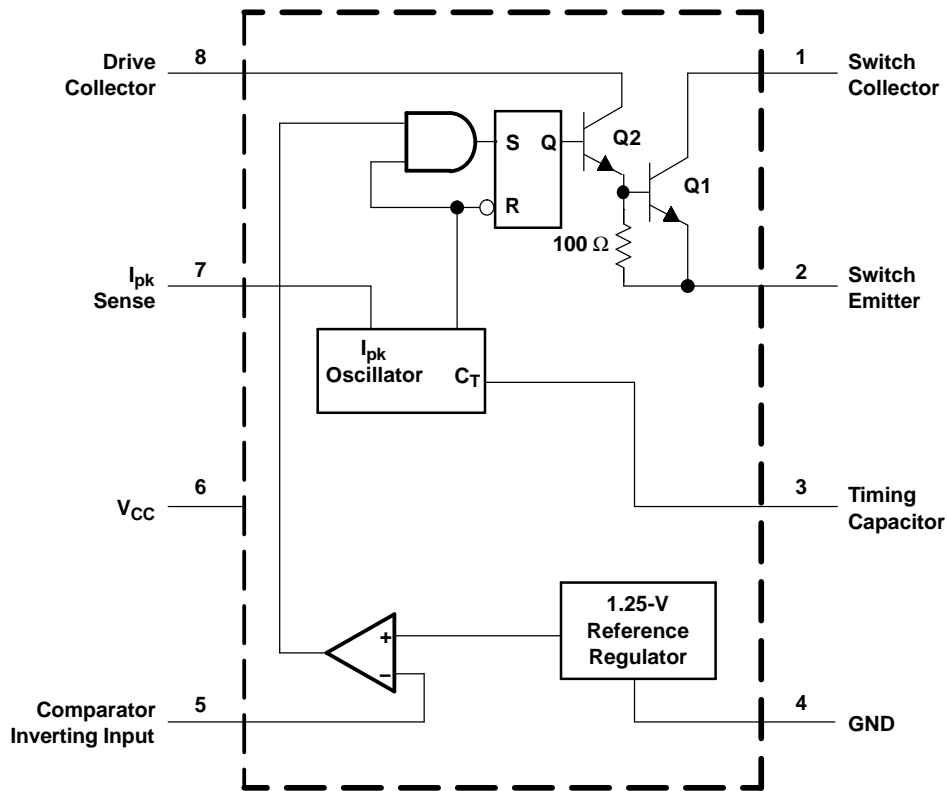 Drive
Collector
8
1
Switch
Collector
S
Q
R
Q2
Q1
100 Ω
Ipk
Sense
7
2
Switch
Emitter
Ipk
Oscillator
CT
VCC
6
3
Timing
Capacitor
1.25-V
Reference
Regulator
+
−
Comparator
Inverting Input
5
4
GND